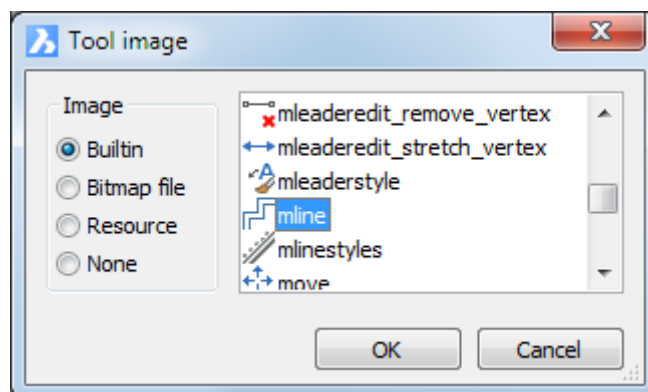 Tool image
Image
Builtin
Bitmap file
Resource
None
mleaderedit_remove_vertex
mleaderedit_stretch_vertex
mleaderstyle
mline
mlinestyles
move
OK
Cancel